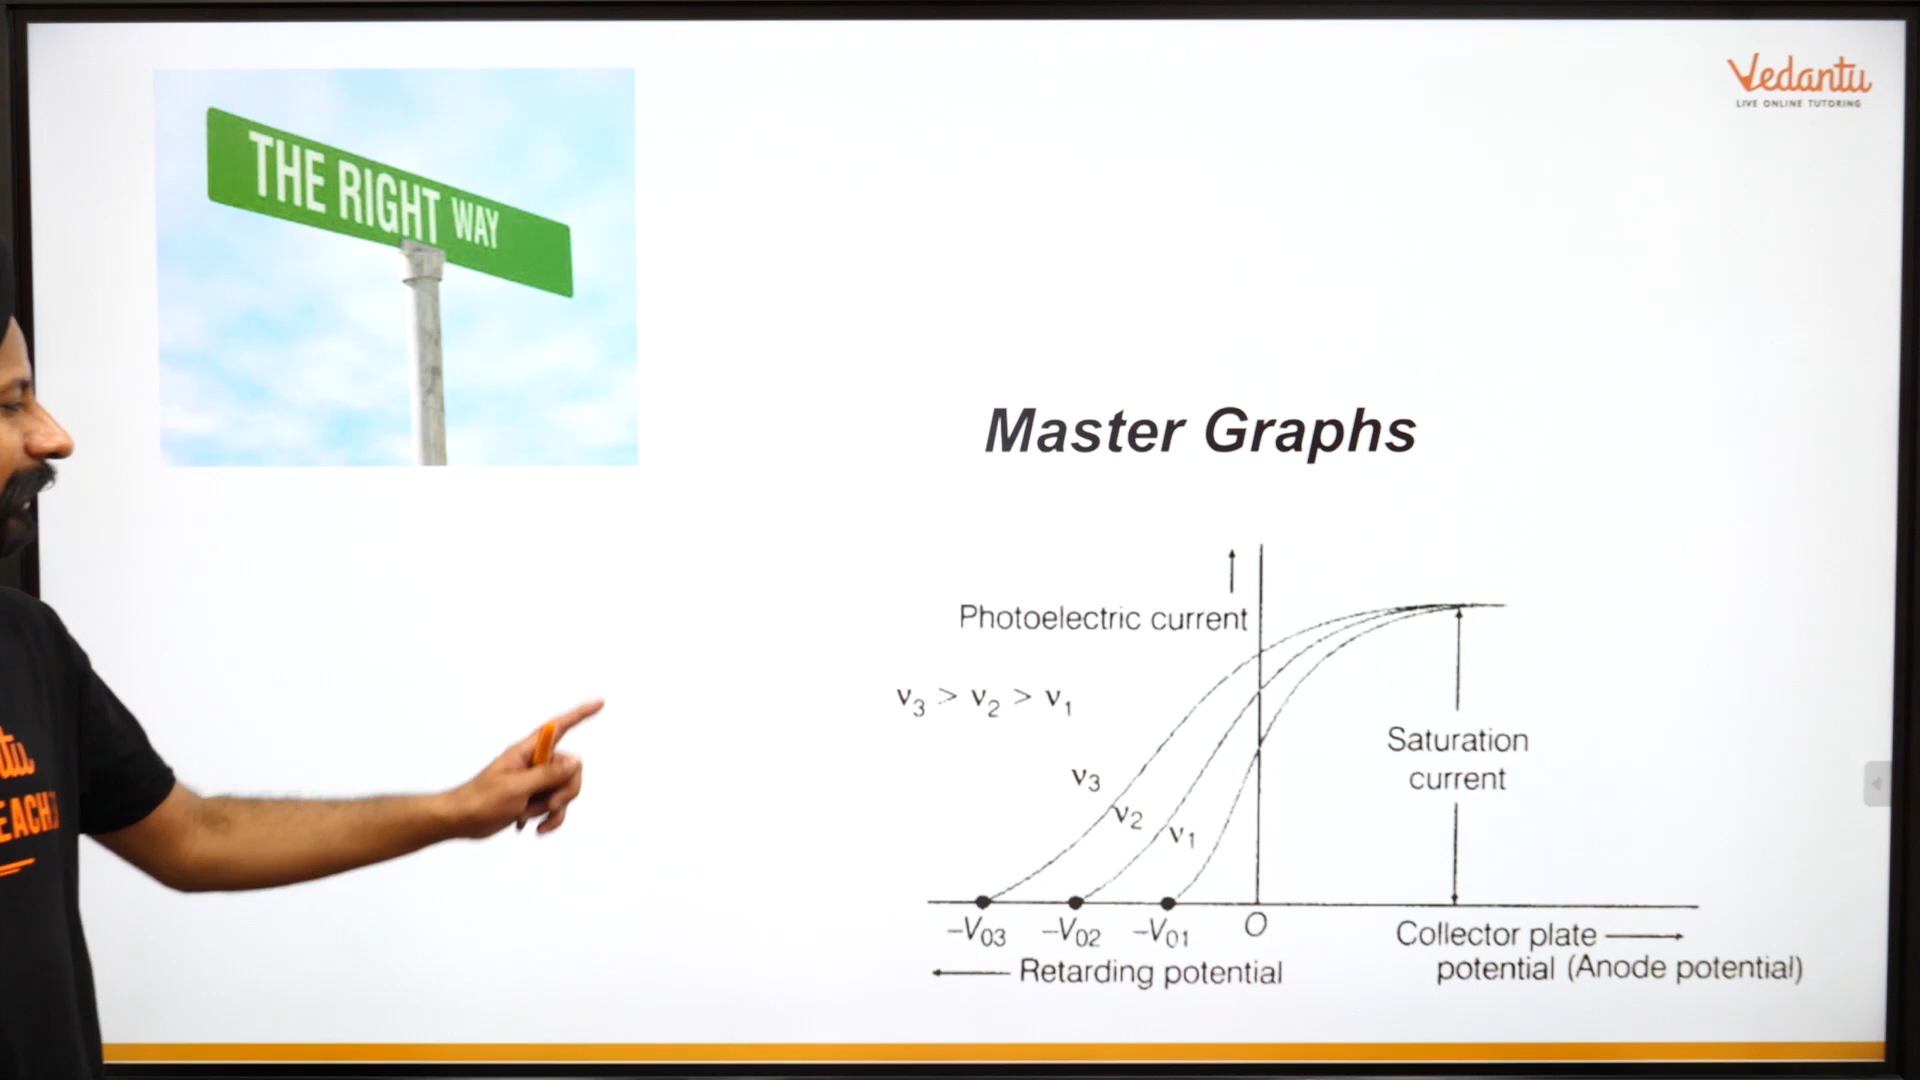 Vedantu
LIVE ONLINE TUTORING
THE RIGHT WAY
Master Graphs
Photoelectric current
ν₃ > ν₂ > ν₁
ν₃
ν₂
ν₁
Saturation
current
–V₀₃ –V₀₂ –V₀₁ O
Collector plate
potential (Anode potential)
Retarding potential